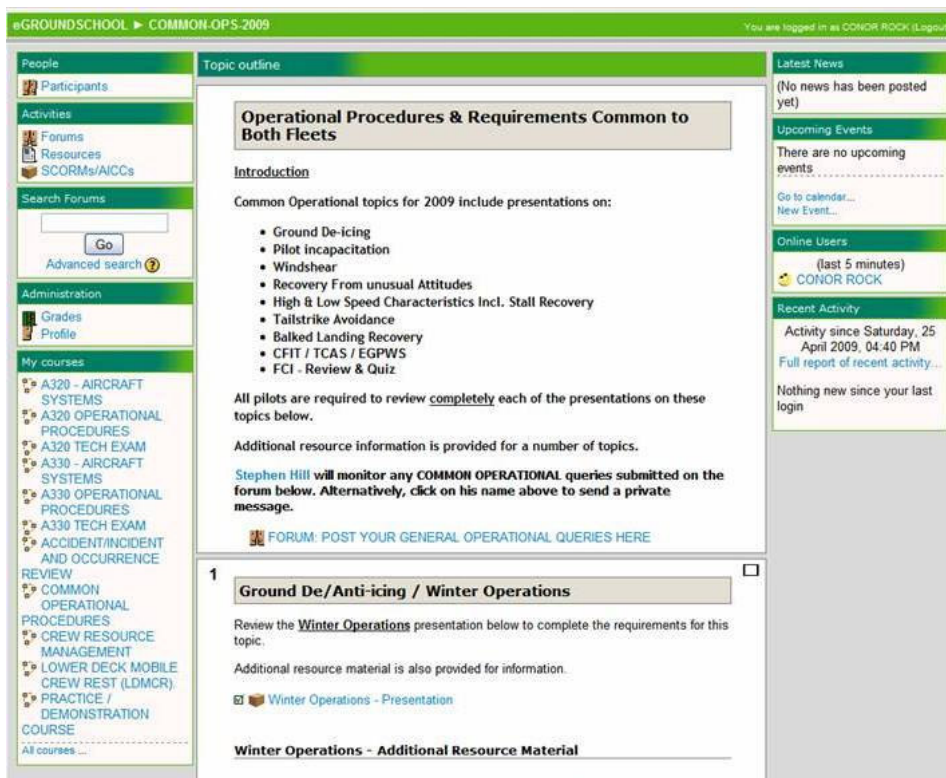 eGROUNDSCHOOL ► COMMON-OPS-2009
You are logged in as CONOR ROCK (Logout
People
Participants
Activities
Forums
Resources
SCORMs/AICCs
Search Forums
Go
Advanced search ?
Administration
Grades
Profile
My courses
A320 - AIRCRAFT
SYSTEMS
A320 OPERATIONAL
PROCEDURES
A320 TECH EXAM
A330 - AIRCRAFT
SYSTEMS
A330 OPERATIONAL
PROCEDURES
A330 TECH EXAM
ACCIDENT/INCIDENT
AND OCCURRENCE
REVIEW
COMMON
OPERATIONAL
PROCEDURES
CREW RESOURCE
MANAGEMENT
LOWER DECK MOBILE
CREW REST (LDMCR).
PRACTICE /
DEMONSTRATION
COURSE
All courses ...
Topic outline
Operational Procedures & Requirements Common to
Both Fleets
Introduction
Common Operational topics for 2009 include presentations on:
• Ground De-icing
• Pilot incapacitation
• Windshear
• Recovery From unusual Attitudes
• High & Low Speed Characteristics Incl. Stall Recovery
• Tailstrike Avoidance
• Balked Landing Recovery
• CFIT / TCAS / EGPWS
• FCI - Review & Quiz
All pilots are required to review completely each of the presentations on these
topics below.
Additional resource information is provided for a number of topics.
Stephen Hill will monitor any COMMON OPERATIONAL queries submitted on the
forum below. Alternatively, click on his name above to send a private
message.
FORUM: POST YOUR GENERAL OPERATIONAL QUERIES HERE
1
Ground De/Anti-icing / Winter Operations
Review the Winter Operations presentation below to complete the requirements for this
topic.
Additional resource material is also provided for information.
Winter Operations - Presentation
Winter Operations - Additional Resource Material
Latest News
(No news has been posted
yet)
Upcoming Events
There are no upcoming
events
Go to calendar...
New Event...
Online Users
(last 5 minutes)
CONOR ROCK
Recent Activity
Activity since Saturday, 25
April 2009, 04:40 PM
Full report of recent activity...
Nothing new since your last
login